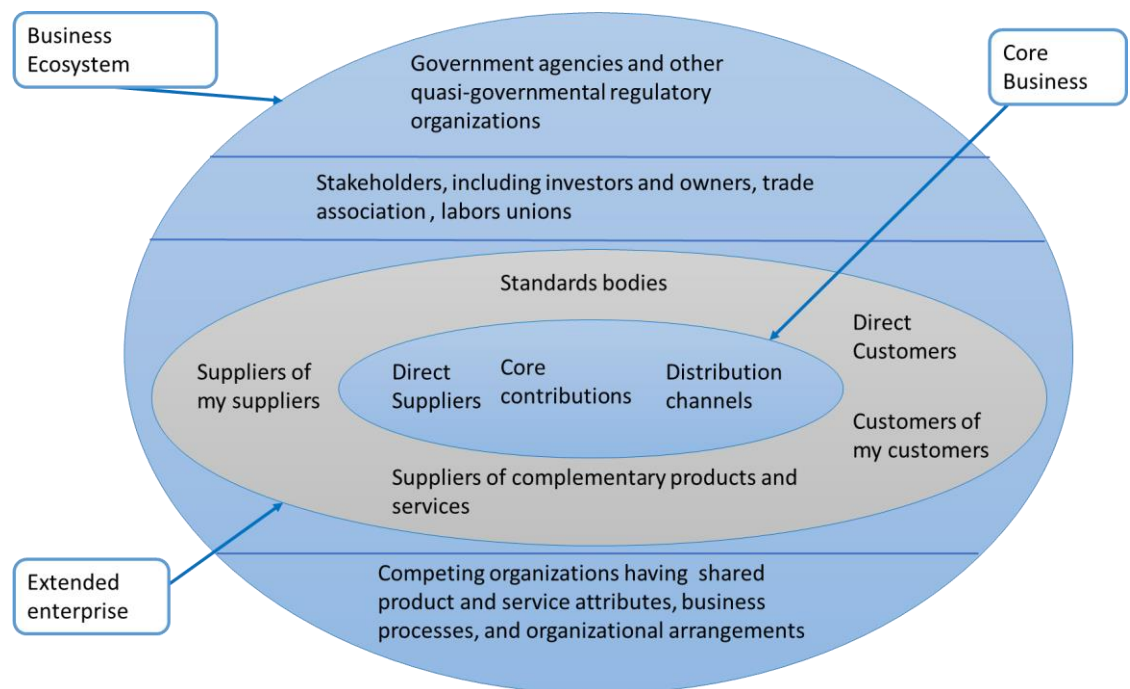 Business
Ecosystem
Core
Business
Government agencies and other
quasi-governmental regulatory
organizations
Stakeholders, including investors and owners, trade
association , labors unions
Standards bodies
Direct
Customers
Suppliers of
my suppliers
Direct
Suppliers
Core
contributions
Distribution
channels
Customers of
my customers
Suppliers of complementary products and
services
Extended
enterprise
Competing organizations having shared
product and service attributes, business
processes, and organizational arrangements